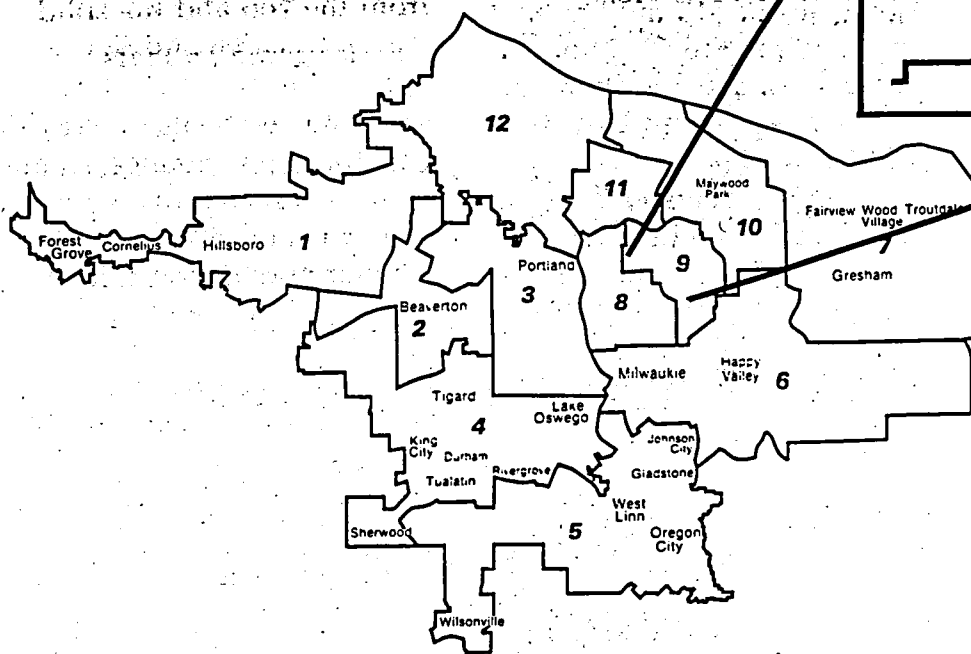 12
11
Maywood
Park
10
Fairview Wood Troutdale
Village
7
Gresham
Forest
Grove
Cornelius
Hillsboro
1
Portland
9
3
8
Beaverton
2
Milwaukie
Happy
Valley
6
Tigard
Lake
Oswego
4
King
City
Durham
Johnson
City
Rivergrove
Gladstone
Tualatin
West
Linn
Sherwood
5
Oregon
City
Wilsonville